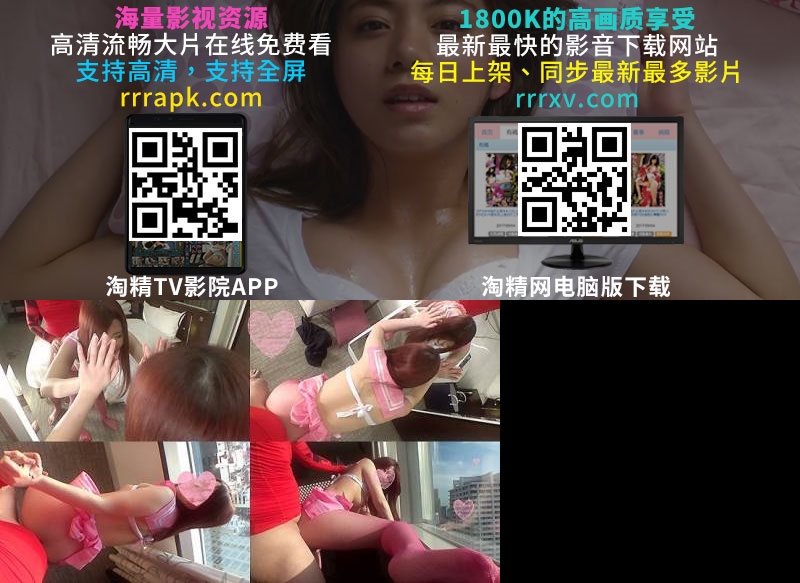 海量影视资源
高清流畅大片在线免费看
支持高清，支持全屏
rrrapk.com
淘精TV影院APP
1800K的高画质享受
最新最快的影音下载网站
每日上架、同步最新最多影片
rrrxv.com
淘精网电脑版下载